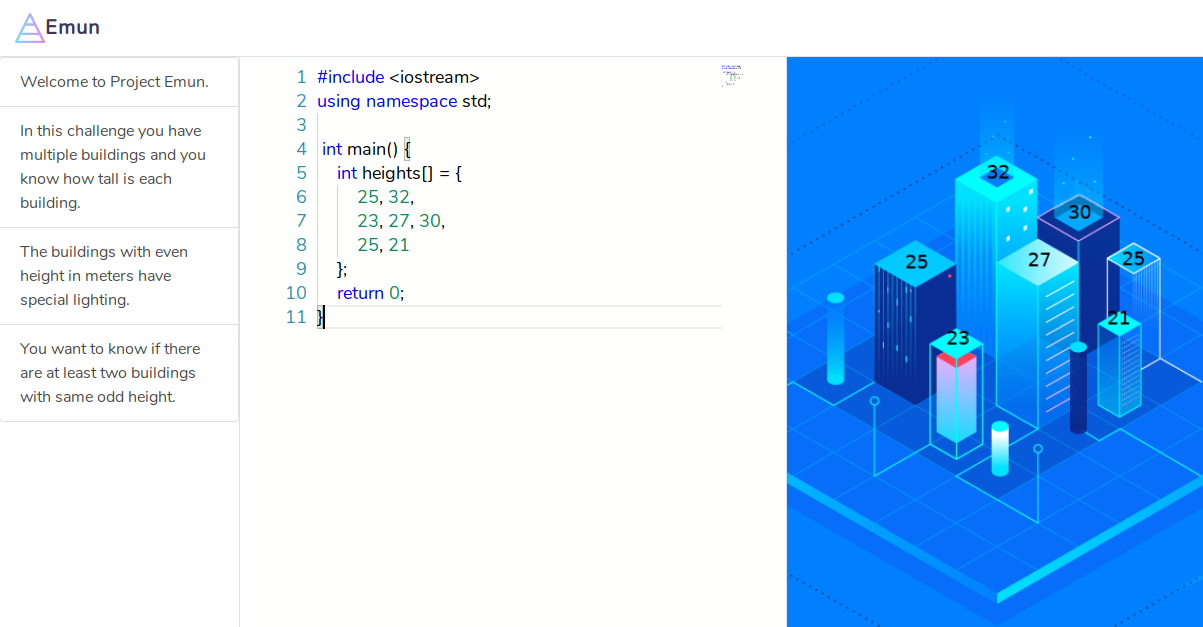 Emun
Welcome to Project Emun.
In this challenge you have
multiple buildings and you
know how tall is each
building.
The buildings with even
height in meters have
special lighting.
You want to know if there
are at least two buildings
with same odd height.
1 #include <iostream>
2 using namespace std;
3
4 int main() {
5 int heights[] = {
6 25, 32,
7 23, 27, 30,
8 25, 21
9 };
10 return 0;
11 }
32
30
25
27
25
21
23